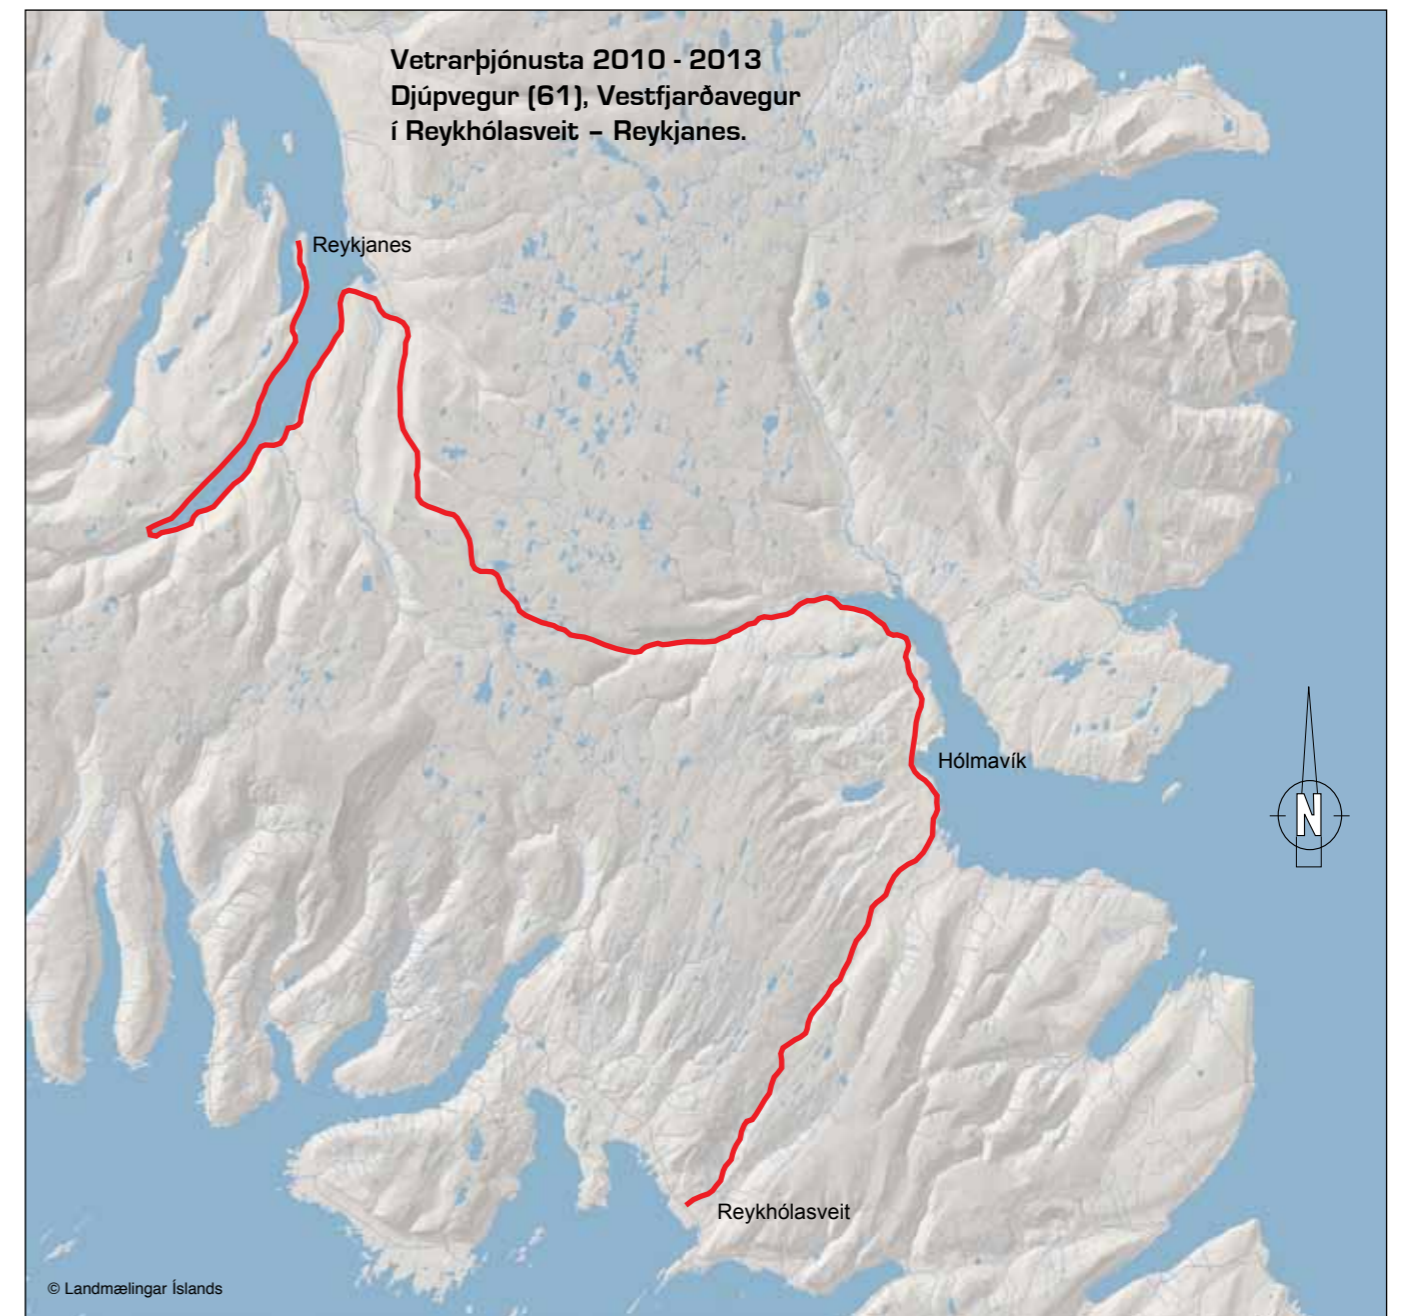 Vetrarþjónusta 2010 - 2013
Djúpvegur (61), Vestfjarðavegur
í Reykhólasveit – Reykjanes.
Reykjanes
Hólmavík
N
Reykhólasveit
© Landmælingar Íslands